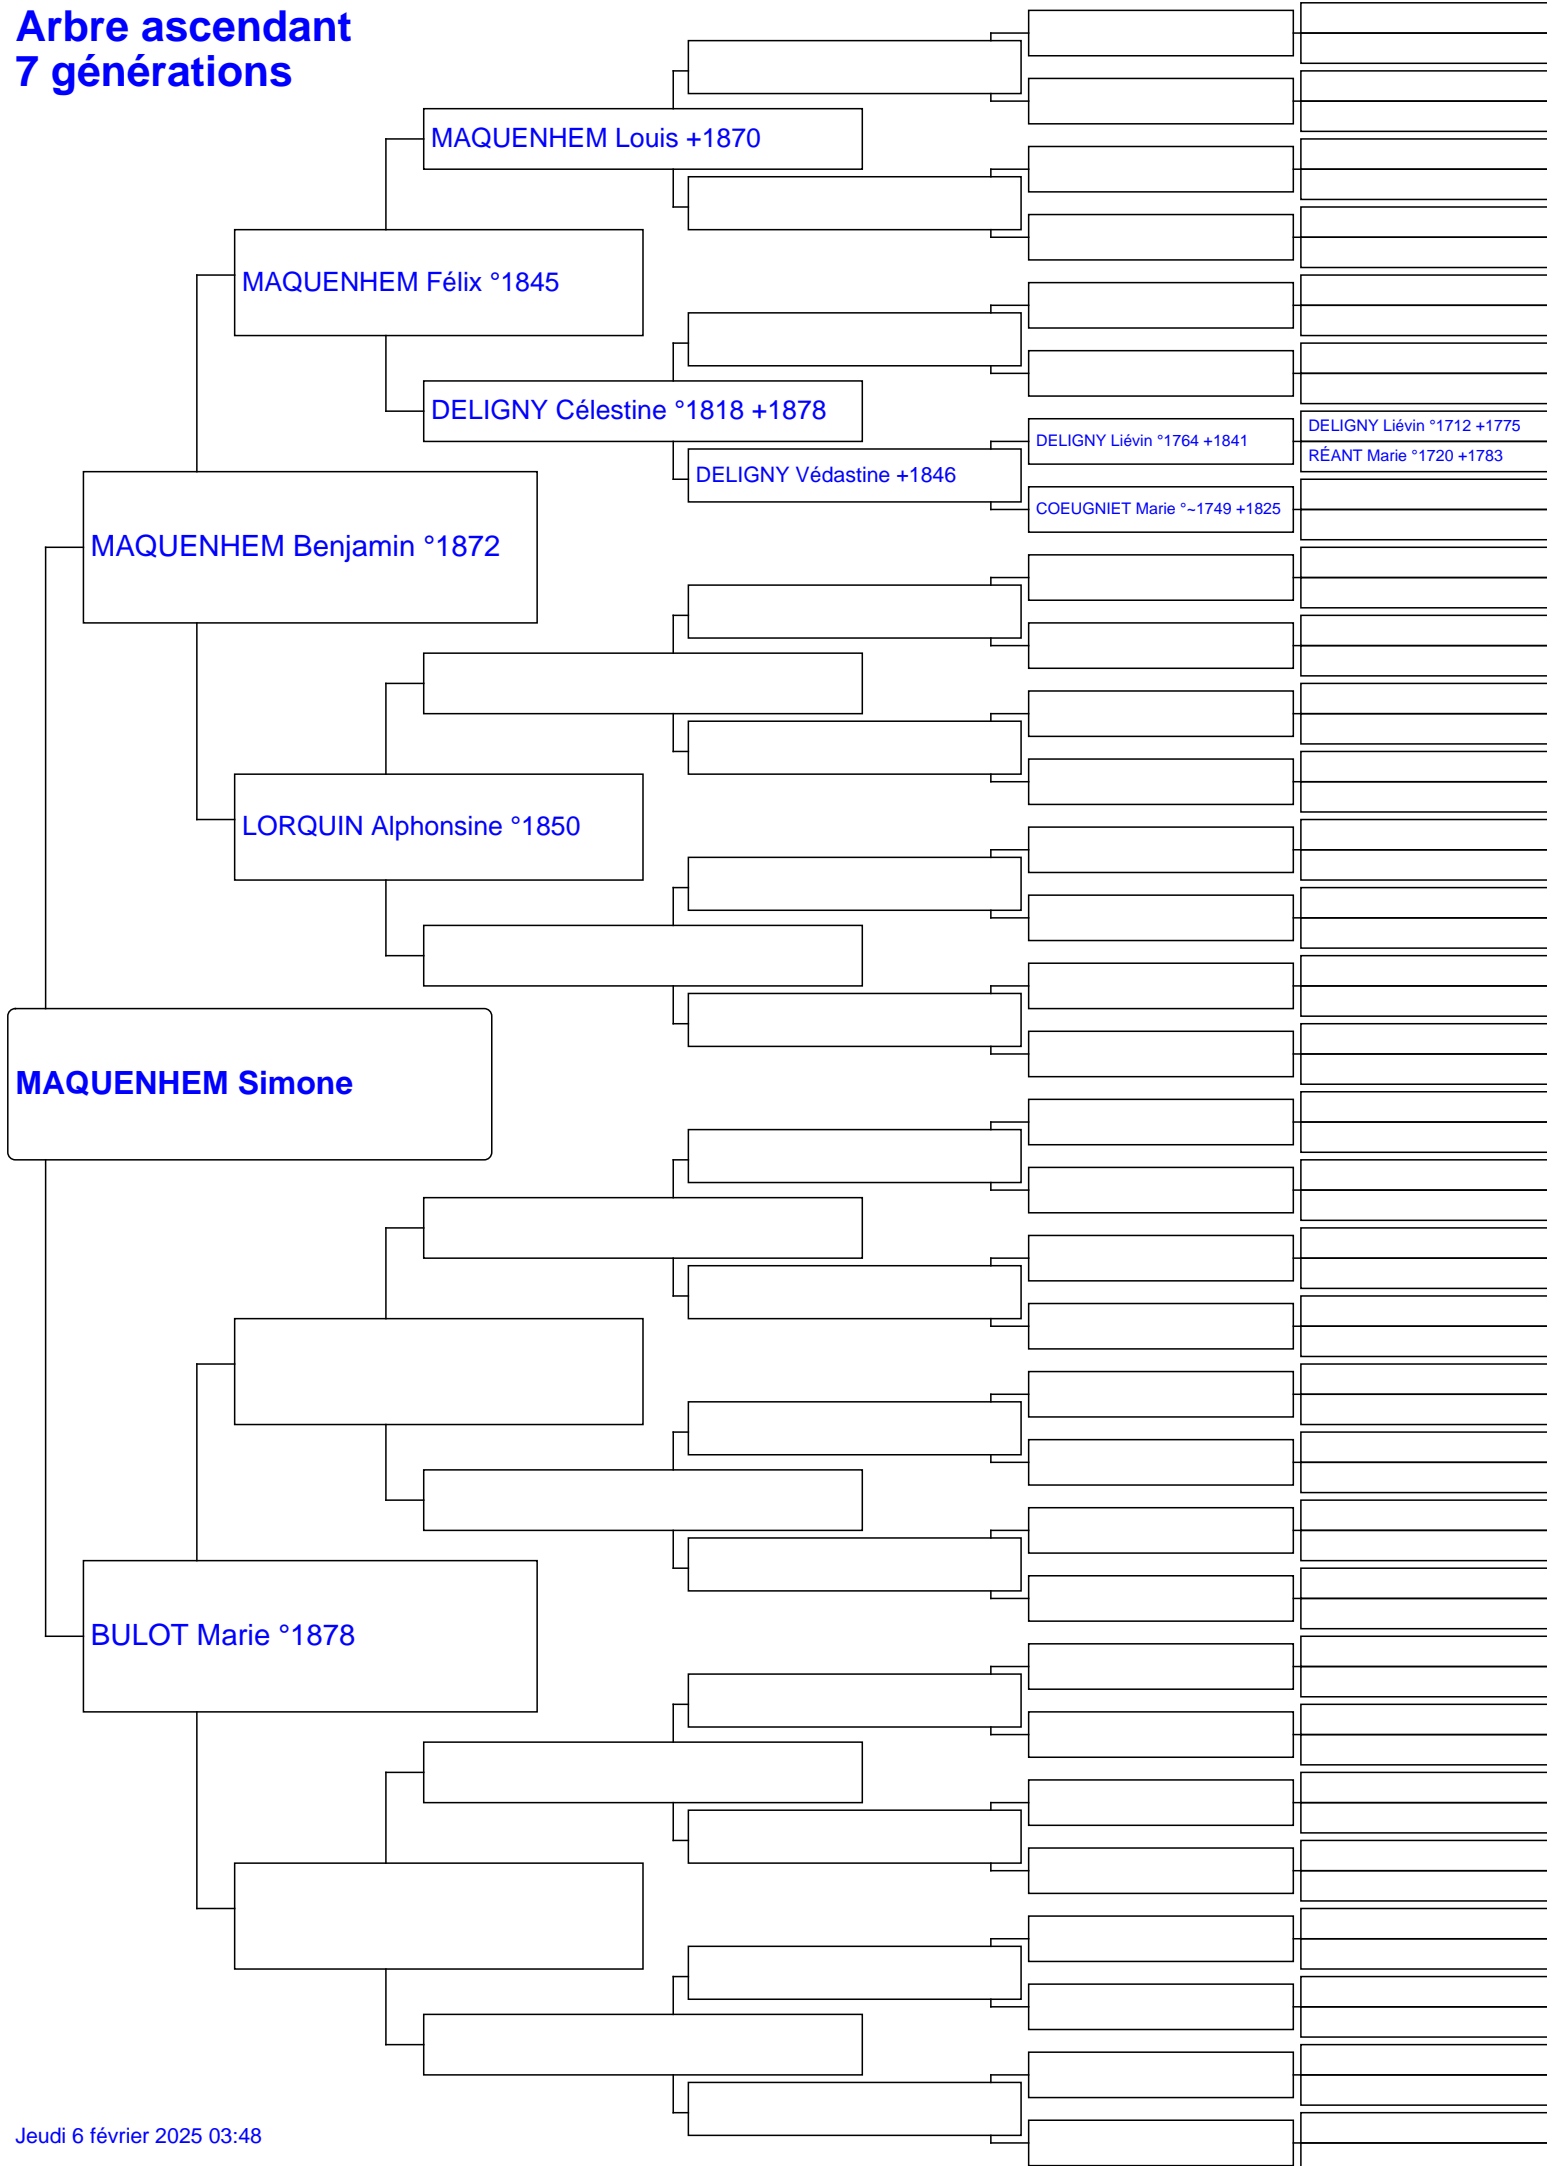 Arbre ascendant
7 générations
MAQUENHEM Louis +1870
MAQUENHEM Félix °1845
DELIGNY Célestine °1818 +1878
DELIGNY Liévin °1712 +1775
DELIGNY Liévin °1764 +1841
RÉANT Marie °1720 +1783
DELIGNY Védastine +1846
COEUGNIET Marie °~1749 +1825
MAQUENHEM Benjamin °1872
LORQUIN Alphonsine °1850
MAQUENHEM Simone
BULOT Marie °1878
Jeudi 6 février 2025 03:48